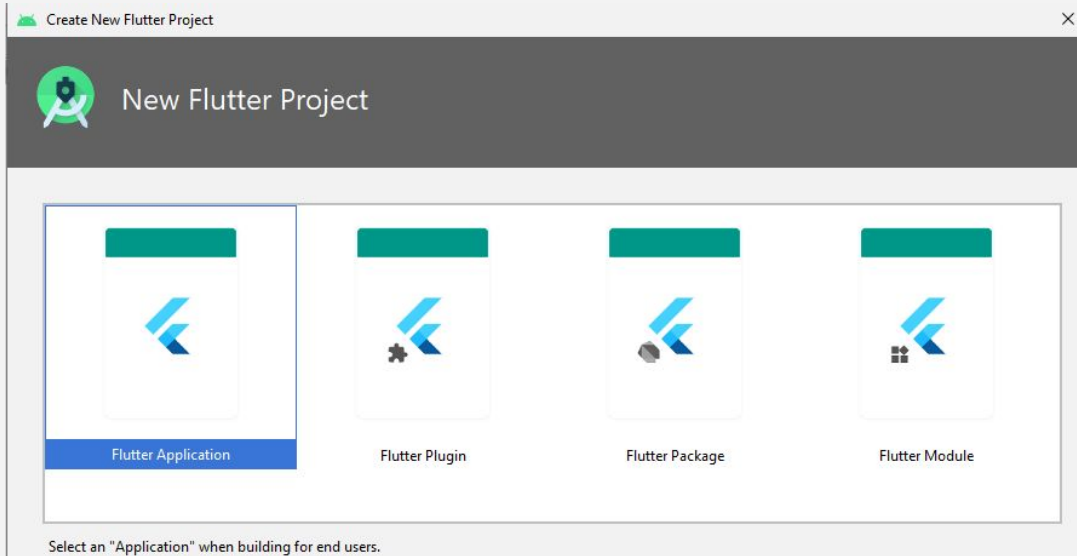 Create New Flutter Project
New Flutter Project
Flutter Application
Flutter Plugin
Flutter Package
Flutter Module
Select an "Application" when building for end users.